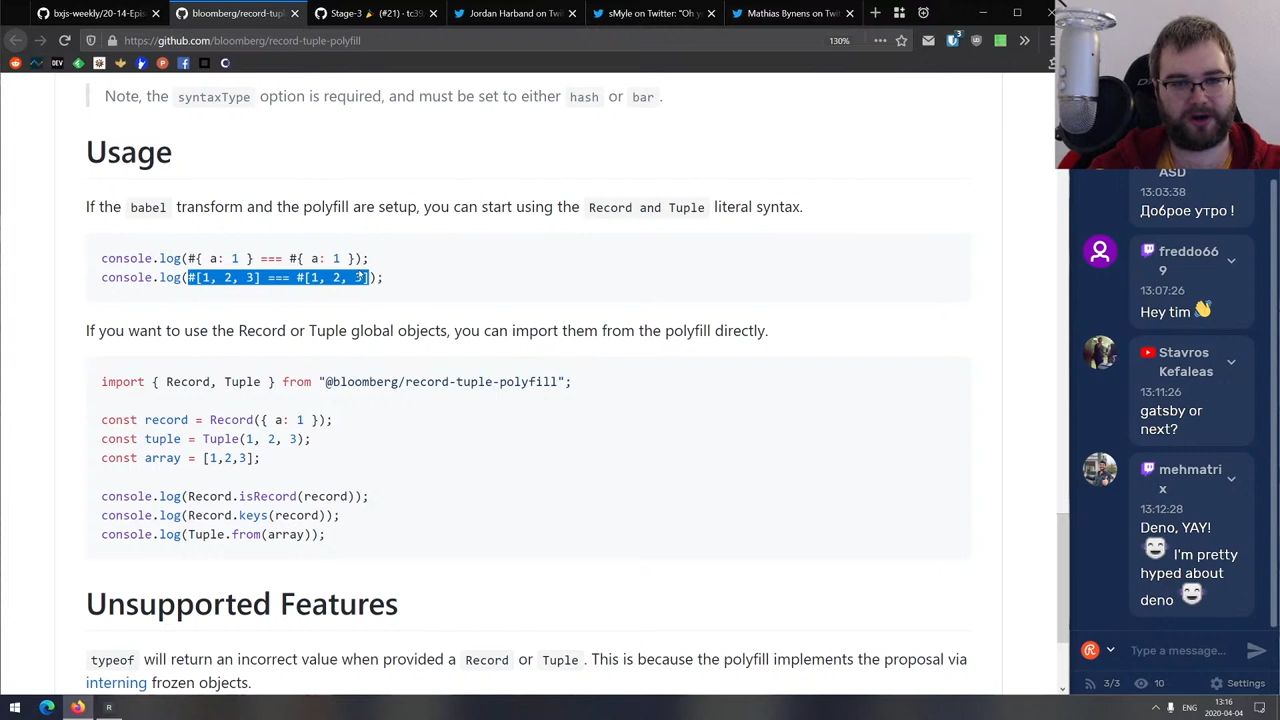 bxjs-weekly/20-14-Epis
bloomberg/record-tupl
Stage-3 🎉 (#21) · tc39
Jordan Harband on Twit
sMyle on Twitter: "Oh y
Mathias Bynens on Twit
https://github.com/bloomberg/record-tuple-polyfill
130%
3
DEV
Note, the syntaxType option is required, and must be set to either hash or bar .
Usage
If the babel transform and the polyfill are setup, you can start using the Record and Tuple literal syntax.
console.log(#{ a: 1 } === #{ a: 1 });
console.log(#[1, 2, 3] === #[1, 2, 3]);
If you want to use the Record or Tuple global objects, you can import them from the polyfill directly.
import { Record, Tuple } from "@bloomberg/record-tuple-polyfill";
const record = Record({ a: 1 });
const tuple = Tuple(1, 2, 3);
const array = [1,2,3];
console.log(Record.isRecord(record));
console.log(Record.keys(record));
console.log(Tuple.from(array));
Unsupported Features
typeof will return an incorrect value when provided a Record or Tuple . This is because the polyfill implements the proposal via
interning frozen objects.
ASD
13:03:38
Доброе утро !
freddo66
9
13:07:26
Hey tim 👋
Stavros
Kefaleas
13:11:26
gatsby or
next?
mehmatri
x
13:12:28
Deno, YAY!
I'm pretty
hyped about
deno
Type a message...
3/3
10
Settings
ENG
13:16
2020-04-04